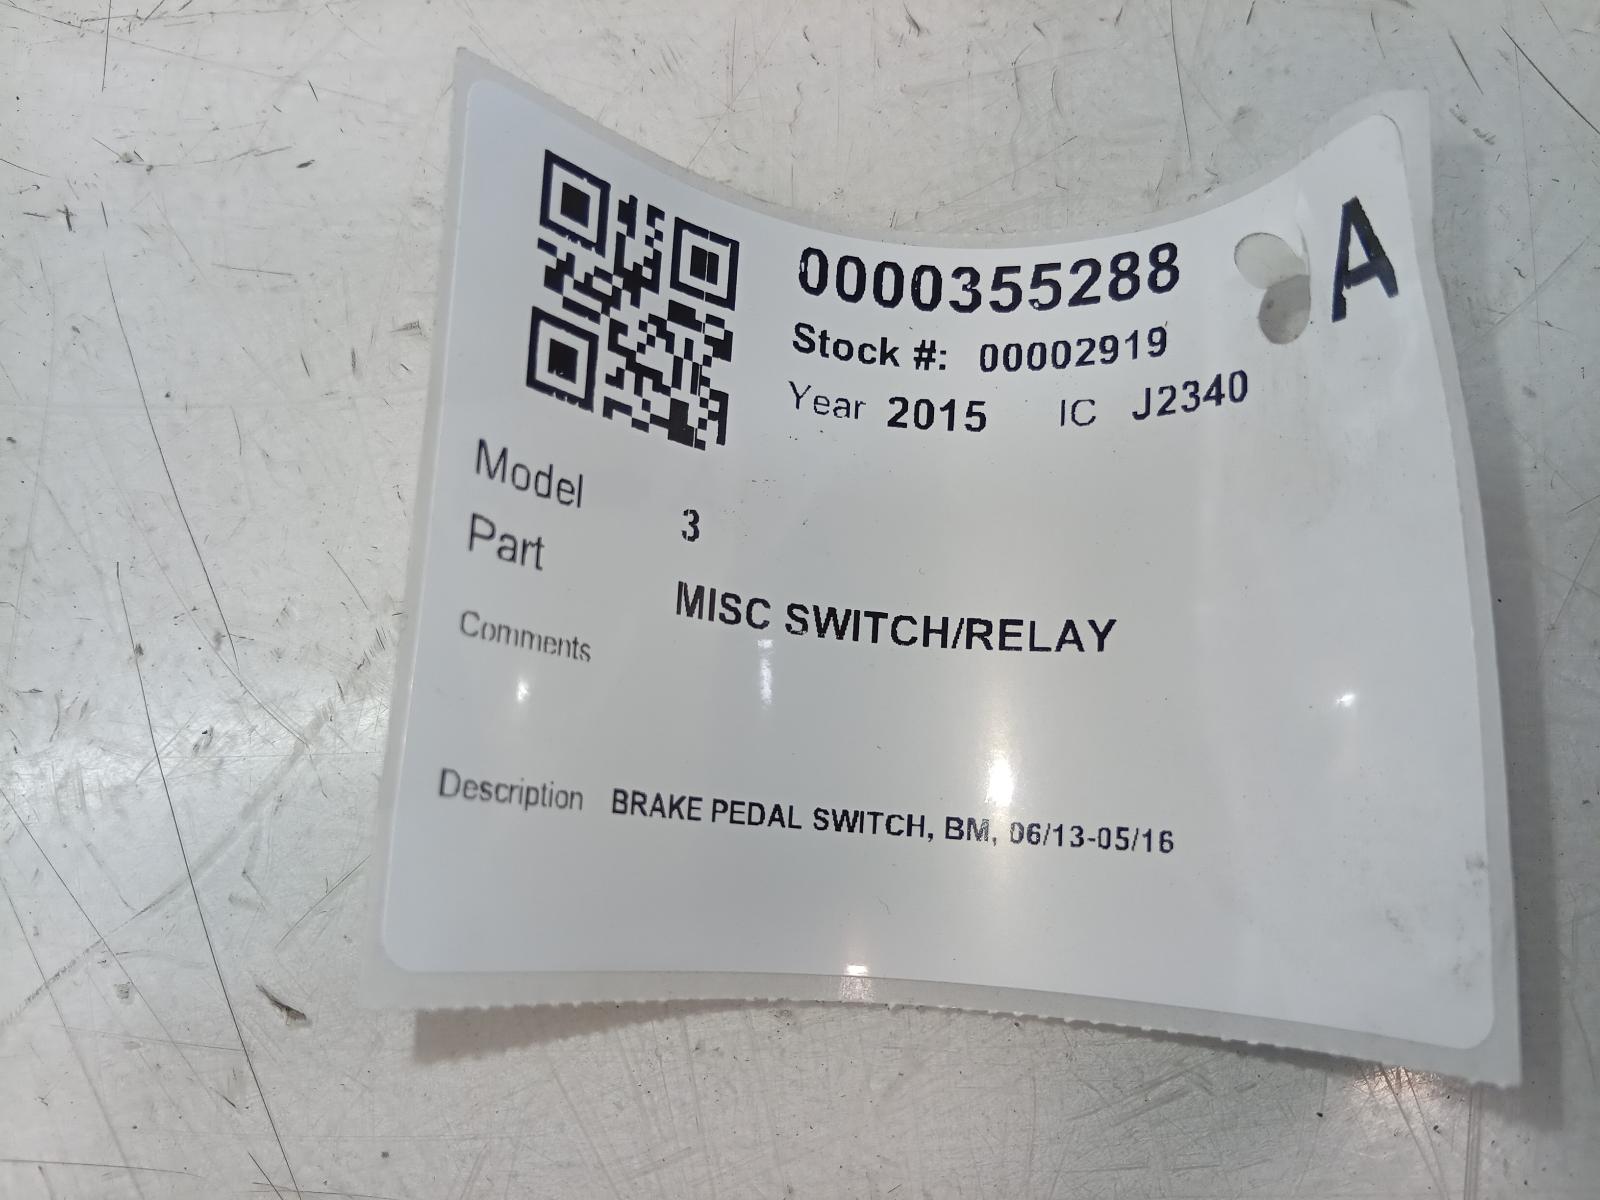 0000355288
A
Stock #: 00002919
Year 2015 IC J2340
Model 3
Part MISC SWITCH/RELAY
Comments
Description BRAKE PEDAL SWITCH, BM, 06/13-05/16